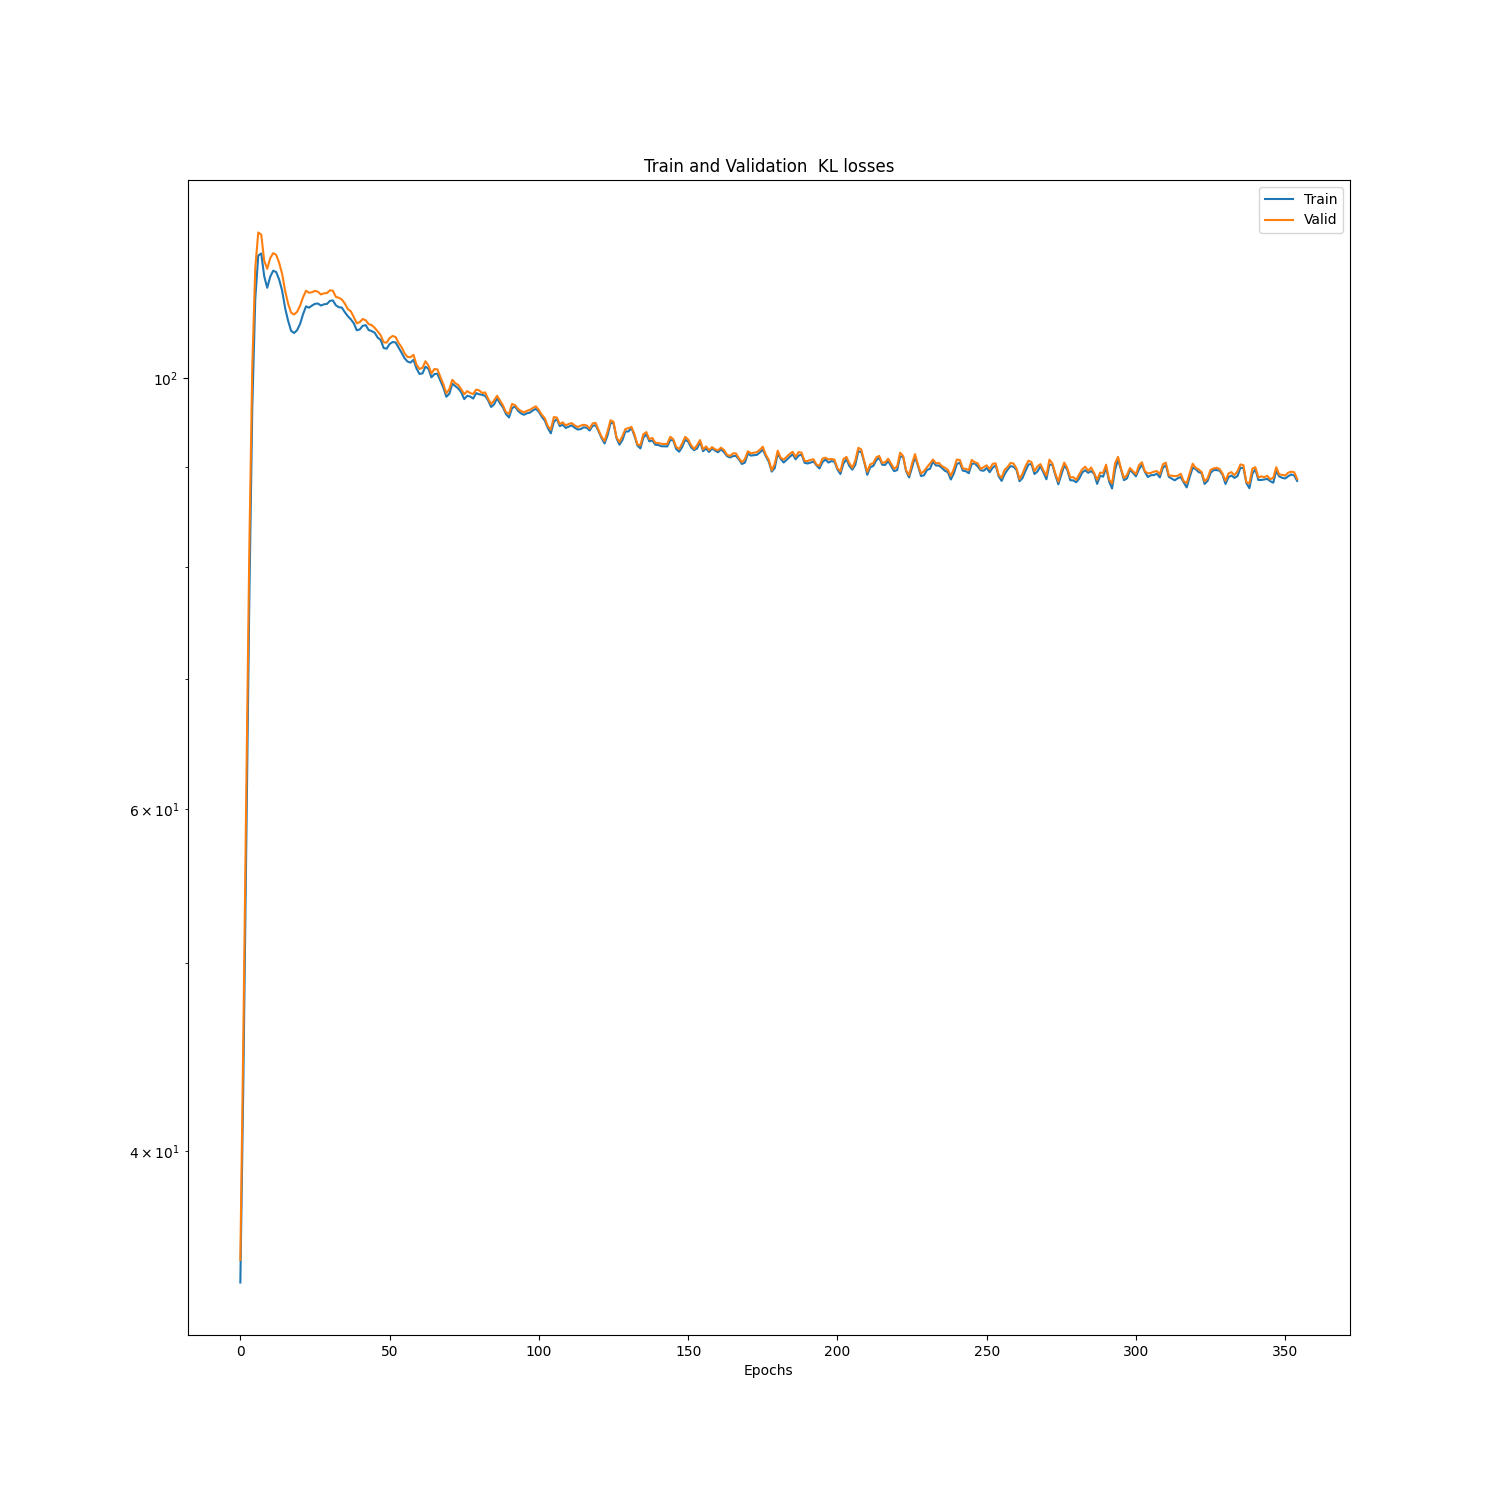 Train and Validation  KL losses
Train
Valid
10²
6 × 10¹
4 × 10¹
0 50 100 150 200 250 300 350
Epochs